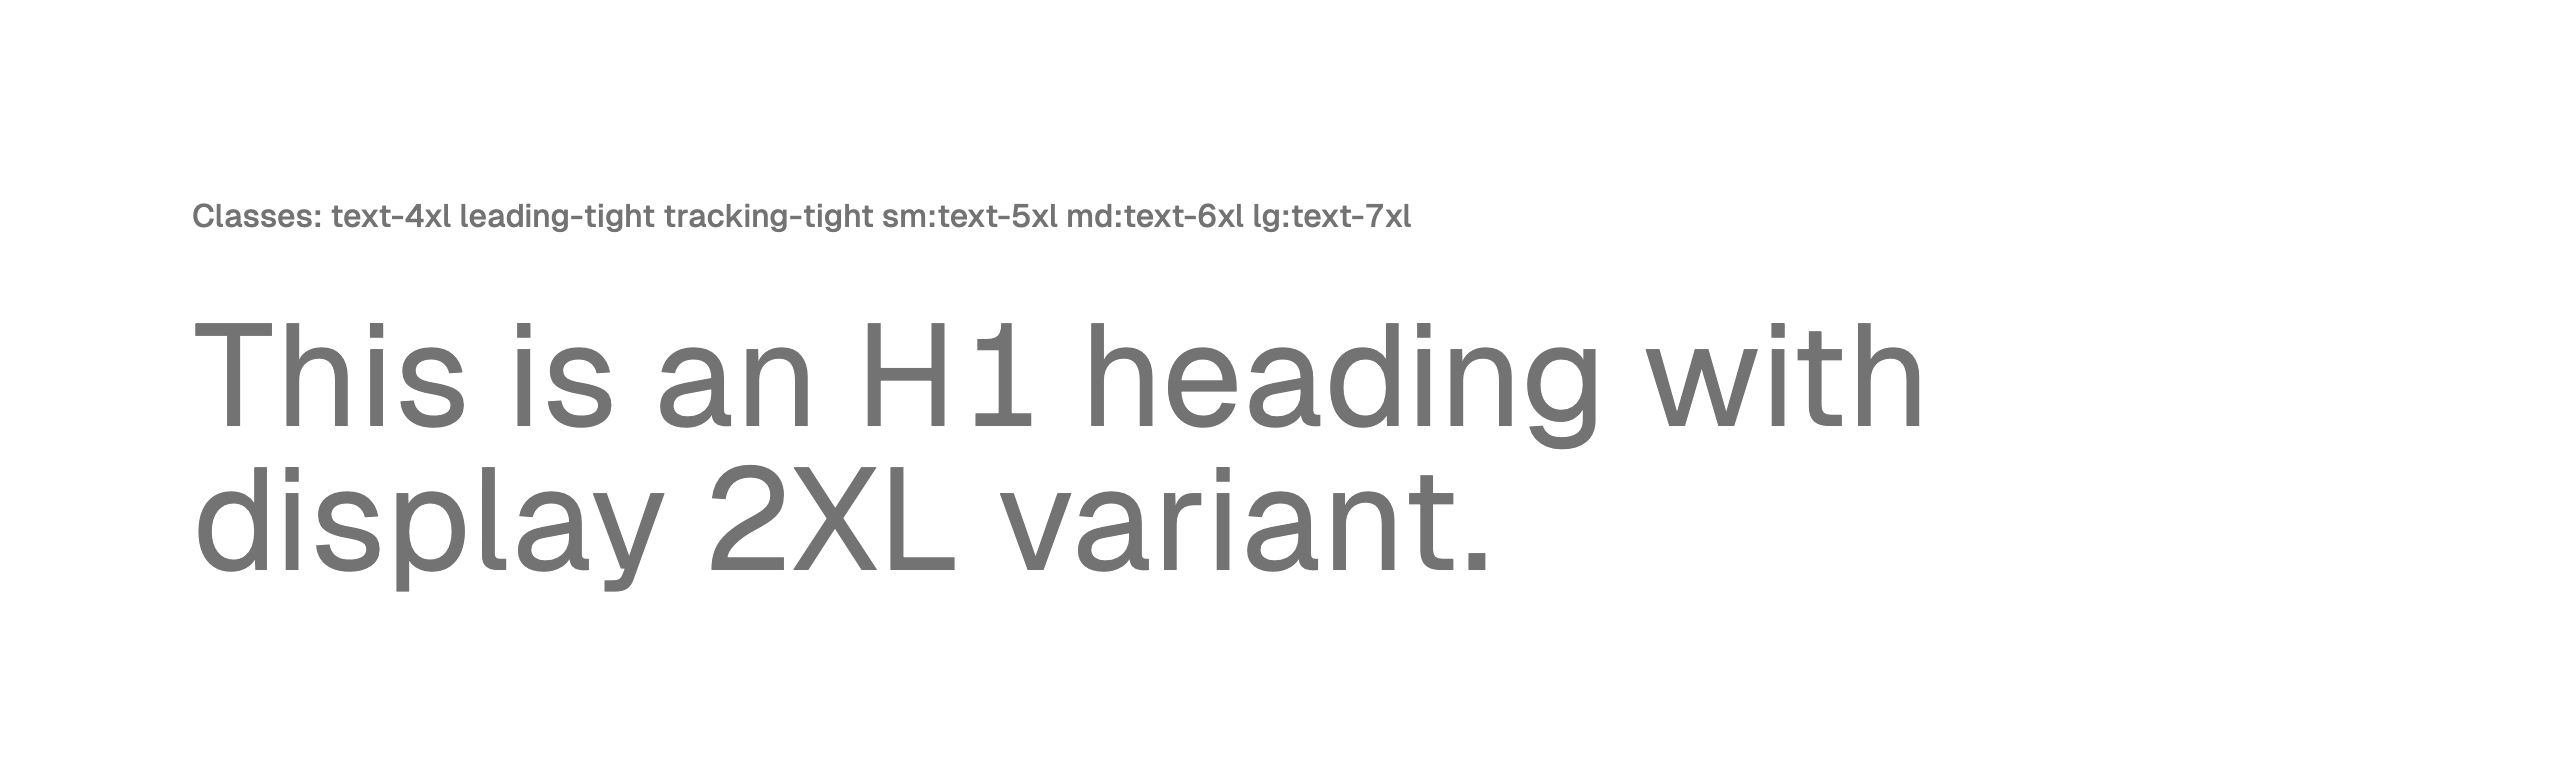 Classes: text-4xl leading-tight tracking-tight sm:text-5xl md:text-6xl lg:text-7xl
This is an H1 heading with
display 2XL variant.